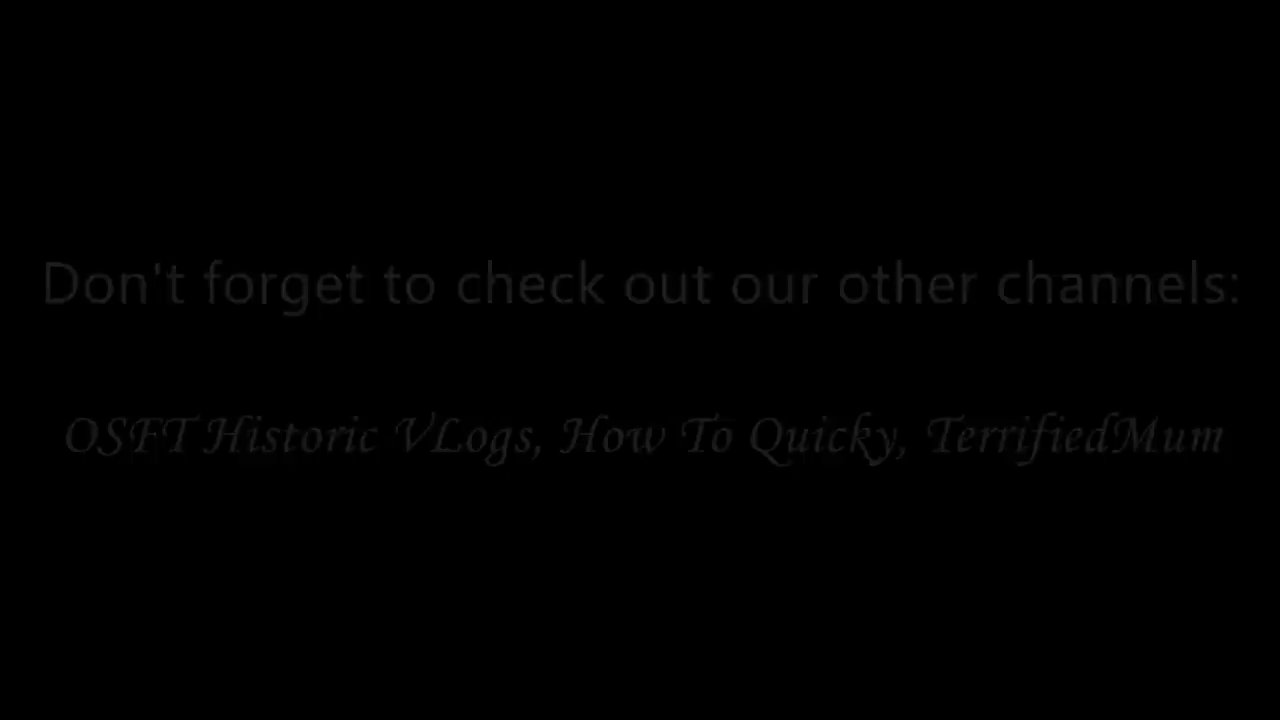 Don't forget to check out our other channels:
OSFT Historic VLogs, How To Quicky, TerrifiedMum